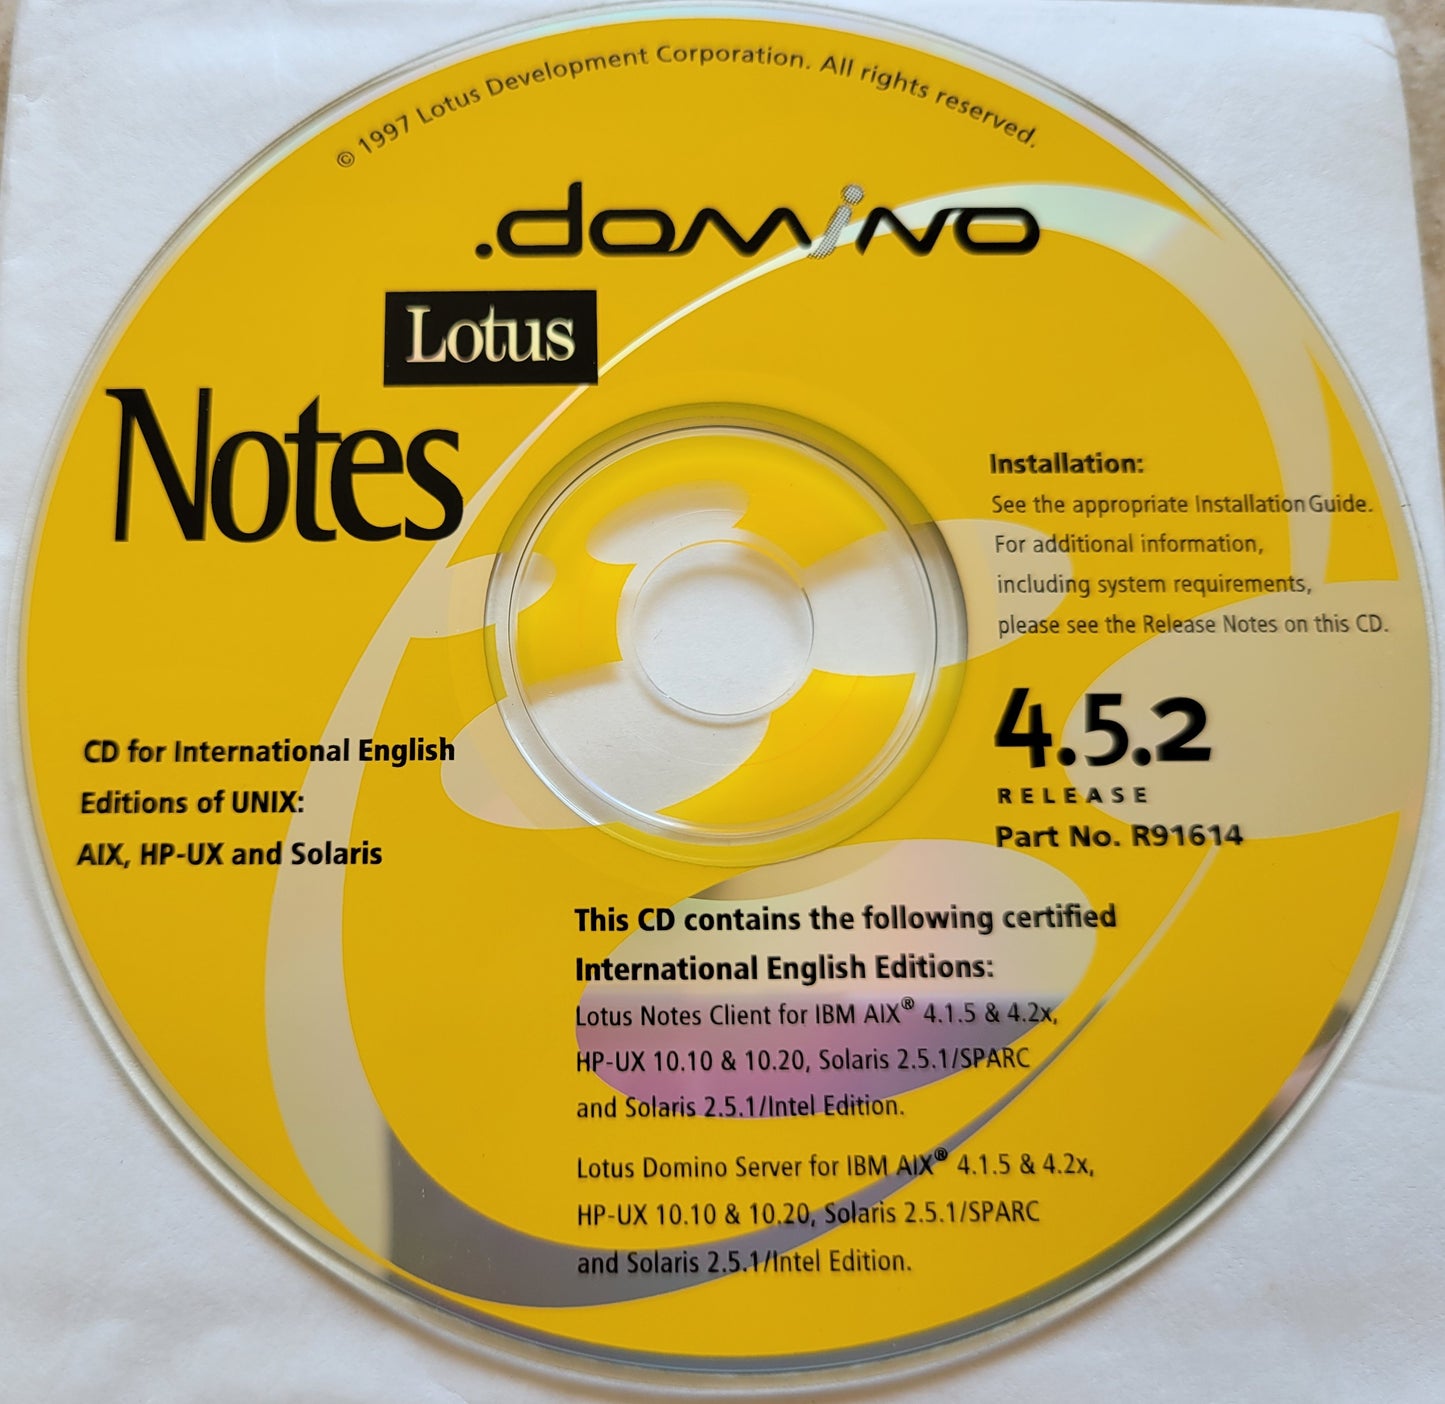 © 1997 Lotus Development Corporation. All rights reserved.
.domino
Lotus
Notes
Installation:
See the appropriate Installation Guide.
For additional information,
including system requirements,
please see the Release Notes on this CD.
4.5.2
RELEASE
Part No. R91614
CD for International English
Editions of UNIX:
AIX, HP-UX and Solaris
This CD contains the following certified
International English Editions:
Lotus Notes Client for IBM AIX® 4.1.5 & 4.2x,
HP-UX 10.10 & 10.20, Solaris 2.5.1/SPARC
and Solaris 2.5.1/Intel Edition.
Lotus Domino Server for IBM AIX® 4.1.5 & 4.2x,
HP-UX 10.10 & 10.20, Solaris 2.5.1/SPARC
and Solaris 2.5.1/Intel Edition.